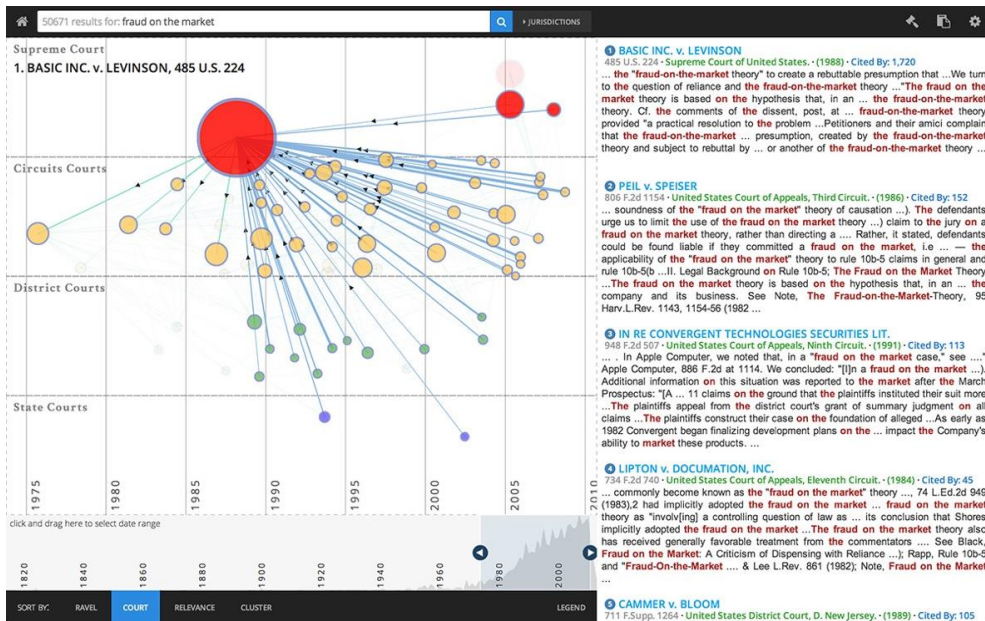 50671 results for: fraud on the market
JURISDICTIONS
Supreme Court
1. BASIC INC. v. LEVINSON, 485 U.S. 224
Circuits Courts
District Courts
State Courts
1975
1980
1985
1990
1995
2000
2005
2010
click and drag here to select date range
1820
1840
1860
1880
1900
1920
1940
1960
1980
2000
SORT BY:
RAVEL
COURT
RELEVANCE
CLUSTER
LEGEND
1 BASIC INC. v. LEVINSON
485 U.S. 224 · Supreme Court of United States. · (1988) · Cited By: 1,720
... the "fraud-on-the-market theory" to create a rebuttable presumption that ...We turn
to the question of reliance and the fraud-on-the-market theory ..."The fraud on the
market theory is based on the hypothesis that, in an ... the fraud-on-the-market
theory. Cf. the comments of the dissent, post, at ... fraud-on-the-market theory
provided "a practical resolution to the problem ...Petitioners and their amici complain
that the fraud-on-the-market ... presumption, created by the fraud-on-the-market
theory and subject to rebuttal by ... or another of the fraud-on-the-market theory ...
2 PEIL v. SPEISER
806 F.2d 1154 · United States Court of Appeals, Third Circuit. · (1986) · Cited By: 152
... soundness of the "fraud on the market" theory of causation ...). The defendants
urge us to limit the use of the fraud on the market theory ...) claim to the jury on a
fraud on the market theory, rather than directing a .... Rather, it stated, defendants
could be found liable if they committed a fraud on the market, i.e ... — the
applicability of the "fraud on the market" theory to rule 10b-5 claims in general and
rule 10b-5(b ...II. Legal Background on Rule 10b-5; The Fraud on the Market Theory
...The fraud on the market theory is based on the hypothesis that, in an ... the
company and its business. See Note, The Fraud-on-the-Market-Theory, 95
Harv.L.Rev. 1143, 1154-56 (1982 ...
3 IN RE CONVERGENT TECHNOLOGIES SECURITIES LIT.
948 F.2d 507 · United States Court of Appeals, Ninth Circuit. · (1991) · Cited By: 113
... . In Apple Computer, we noted that, in a "fraud on the market case," see ...."
Apple Computer, 886 F.2d at 1114. We concluded: "[I]n a fraud on the market ...).
Additional information on this situation was reported to the market after the March
Prospectus: "[A ... 11 claims on the ground that the plaintiffs instituted their suit more
...The plaintiffs appeal from the district court's grant of summary judgment on all
claims ...The plaintiffs construct their case on the foundation of alleged ...As early as
1982 Convergent began finalizing development plans on the ... impact the Company's
ability to market these products. ...
4 LIPTON v. DOCUMATION, INC.
734 F.2d 740 · United States Court of Appeals, Eleventh Circuit. · (1984) · Cited By: 45
... commonly become known as the "fraud on the market" theory ..., 74 L.Ed.2d 949
(1983),2 had implicitly adopted the fraud on the market ... fraud on the market
theory as "involv[ing] a controlling question of law as ... its conclusion that Shores
implicitly adopted the fraud on the market ...The fraud on the market theory also
has received generally favorable treatment from the commentators .... See Black,
Fraud on the Market: A Criticism of Dispensing with Reliance ...); Rapp, Rule 10b-5
and "Fraud-On-the-Market .... & Lee L.Rev. 861 (1982); Note, Fraud on the Market
...
5 CAMMER v. BLOOM
711 F.Supp. 1264 · United States District Court, D. New Jersey. · (1989) · Cited By: 105